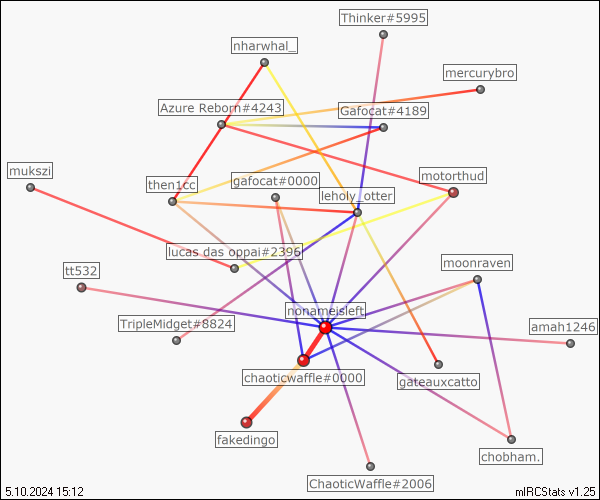 Thinker#5995
nharwhal_
mercurybro
Azure Reborn#4243
Gafocat#4189
mukszi
then1cc
gafocat#0000
leholy_otter
motorthud
lucas das oppai#2396
tt532
moonraven
nonameisleft
TripleMidget#8824
amah1246
chaoticwaffle#0000
gateauxcatto
fakedingo
chobham.
ChaoticWaffle#2006
5.10.2024 15:12
mIRCStats v1.25